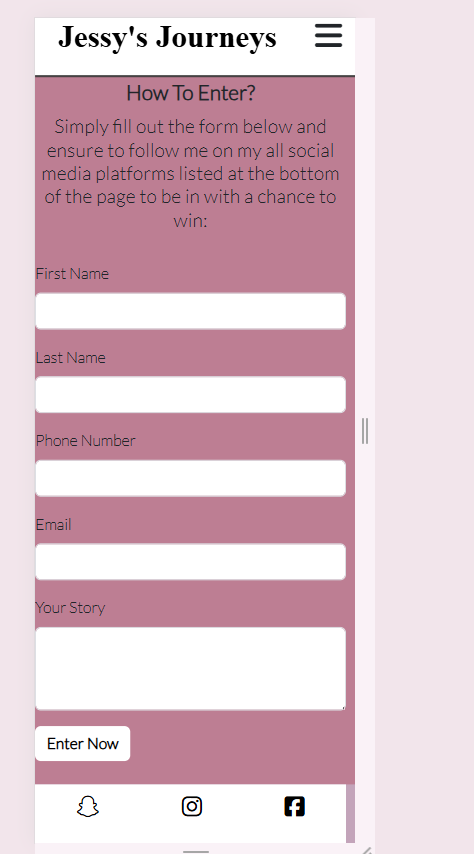 Jessy's Journeys
How To Enter?
Simply fill out the form below and
ensure to follow me on my all social
media platforms listed at the bottom
of the page to be in with a chance to
win:
First Name
Last Name
Phone Number
Email
Your Story
Enter Now